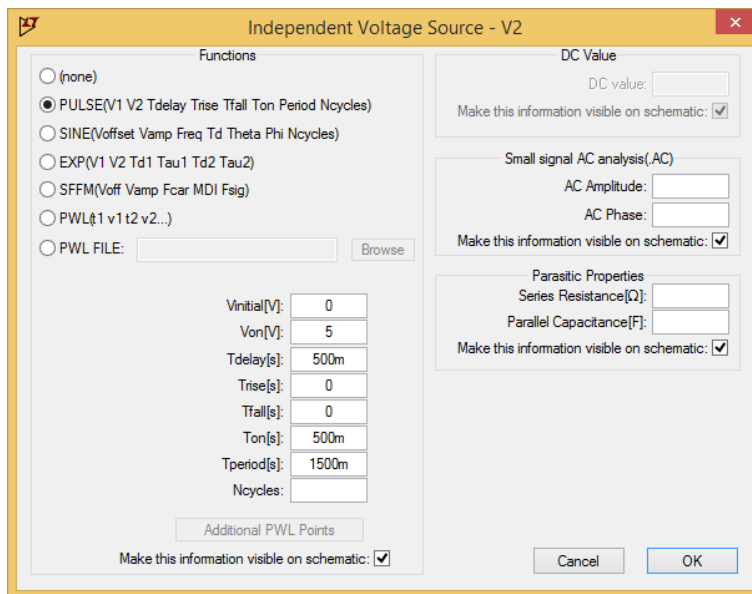 Independent Voltage Source - V2
Functions
(none)
PULSE(V1 V2 Tdelay Trise Tfall Ton Period Ncycles)
SINE(Voffset Vamp Freq Td Theta Phi Ncycles)
EXP(V1 V2 Td1 Tau1 Td2 Tau2)
SFFM(Voff Vamp Fcar MDI Fsig)
PWL(t1 v1 t2 v2...)
PWL FILE: Browse
Vinitial[V]: 0
Von[V]: 5
Tdelay[s]: 500m
Trise[s]: 0
Tfall[s]: 0
Ton[s]: 500m
Tperiod[s]: 1500m
Ncycles:
Additional PWL Points
Make this information visible on schematic:
DC Value
DC value:
Make this information visible on schematic:
Small signal AC analysis(.AC)
AC Amplitude:
AC Phase:
Make this information visible on schematic:
Parasitic Properties
Series Resistance[Ω]:
Parallel Capacitance[F]:
Make this information visible on schematic:
Cancel OK